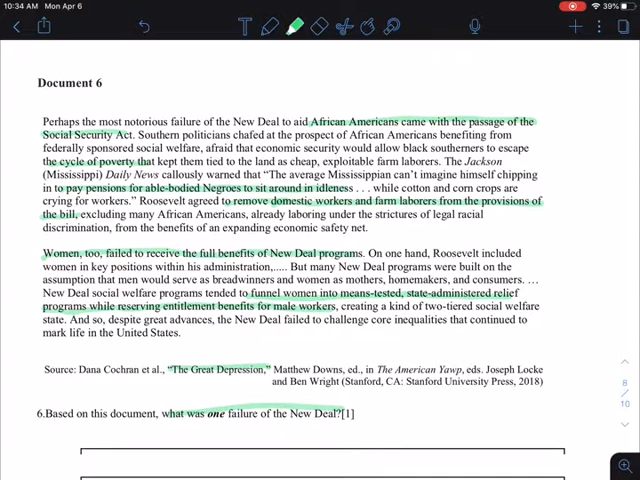 10:34 AM Mon Apr 6
39%
Document 6
Perhaps the most notorious failure of the New Deal to aid African Americans came with the passage of the
Social Security Act. Southern politicians chafed at the prospect of African Americans benefiting from
federally sponsored social welfare, afraid that economic security would allow black southerners to escape
the cycle of poverty that kept them tied to the land as cheap, exploitable farm laborers. The Jackson
(Mississippi) Daily News callously warned that “The average Mississippian can’t imagine himself chipping
in to pay pensions for able-bodied Negroes to sit around in idleness . . . while cotton and corn crops are
crying for workers.” Roosevelt agreed to remove domestic workers and farm laborers from the provisions of
the bill, excluding many African Americans, already laboring under the strictures of legal racial
discrimination, from the benefits of an expanding economic safety net.
Women, too, failed to receive the full benefits of New Deal programs. On one hand, Roosevelt included
women in key positions within his administration,.... But many New Deal programs were built on the
assumption that men would serve as breadwinners and women as mothers, homemakers, and consumers. …
New Deal social welfare programs tended to funnel women into means-tested, state-administered relief
programs while reserving entitlement benefits for male workers, creating a kind of two-tiered social welfare
state. And so, despite great advances, the New Deal failed to challenge core inequalities that continued to
mark life in the United States.
Source: Dana Cochran et al., “The Great Depression,” Matthew Downs, ed., in The American Yawp, eds. Joseph Locke
and Ben Wright (Stanford, CA: Stanford University Press, 2018)
8
/
10
6.Based on this document, what was one failure of the New Deal?[1]